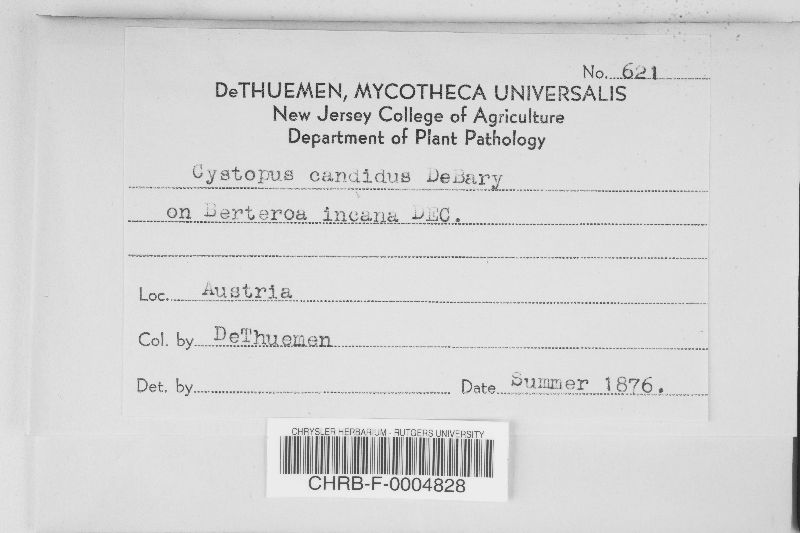 No. 621
DeTHUEMEN, MYCOTHECA UNIVERSALIS
New Jersey College of Agriculture
Department of Plant Pathology
Cystopus candidus DeBary
on Berteroa incana DEC.
Loc. Austria
Col. by DeThuemen
Det. by
Date Summer 1876.
CHRYSLER HERBARIUM - RUTGERS UNIVERSITY
CHRB-F-0004828